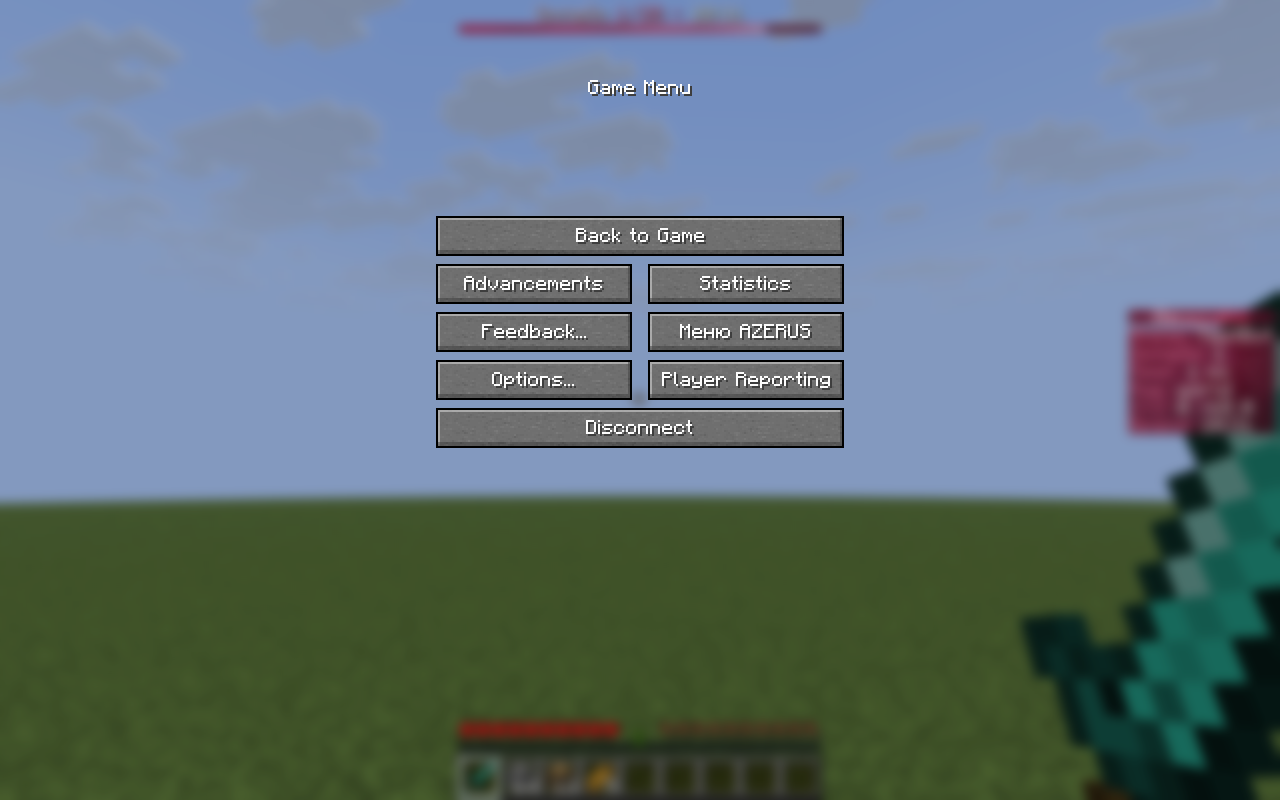 Game Menu
Back to Game
Advancements
Statistics
Feedback...
Меню AZERUS
Options...
Player Reporting
Disconnect